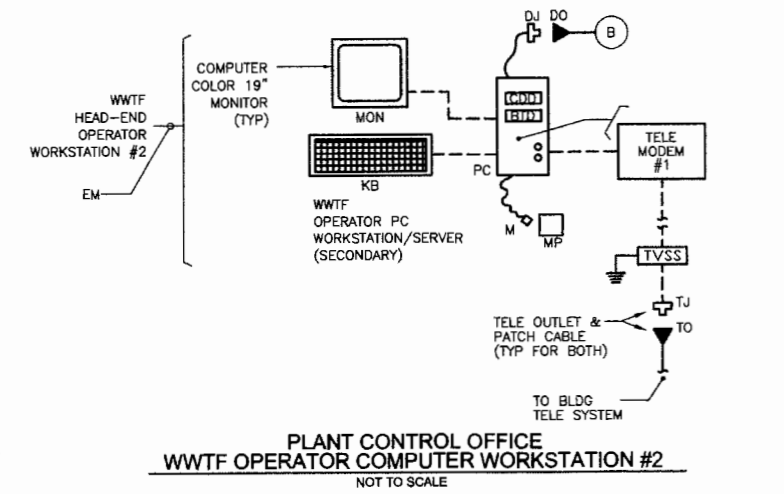 DJ DO
B
COMPUTER
COLOR 19"
MONITOR
(TYP)
WWTF
HEAD-END
OPERATOR
WORKSTATION #2
EM
MON
CDD
BTD
TELE
MODEM
#1
KB
PC
WWTF
OPERATOR PC
WORKSTATION/SERVER
(SECONDARY)
M
MP
TVSS
TJ
TELE OUTLET &
PATCH CABLE
(TYP FOR BOTH)
TO
TO BLDG
TELE SYSTEM
PLANT CONTROL OFFICE
WWTF OPERATOR COMPUTER WORKSTATION #2
NOT TO SCALE